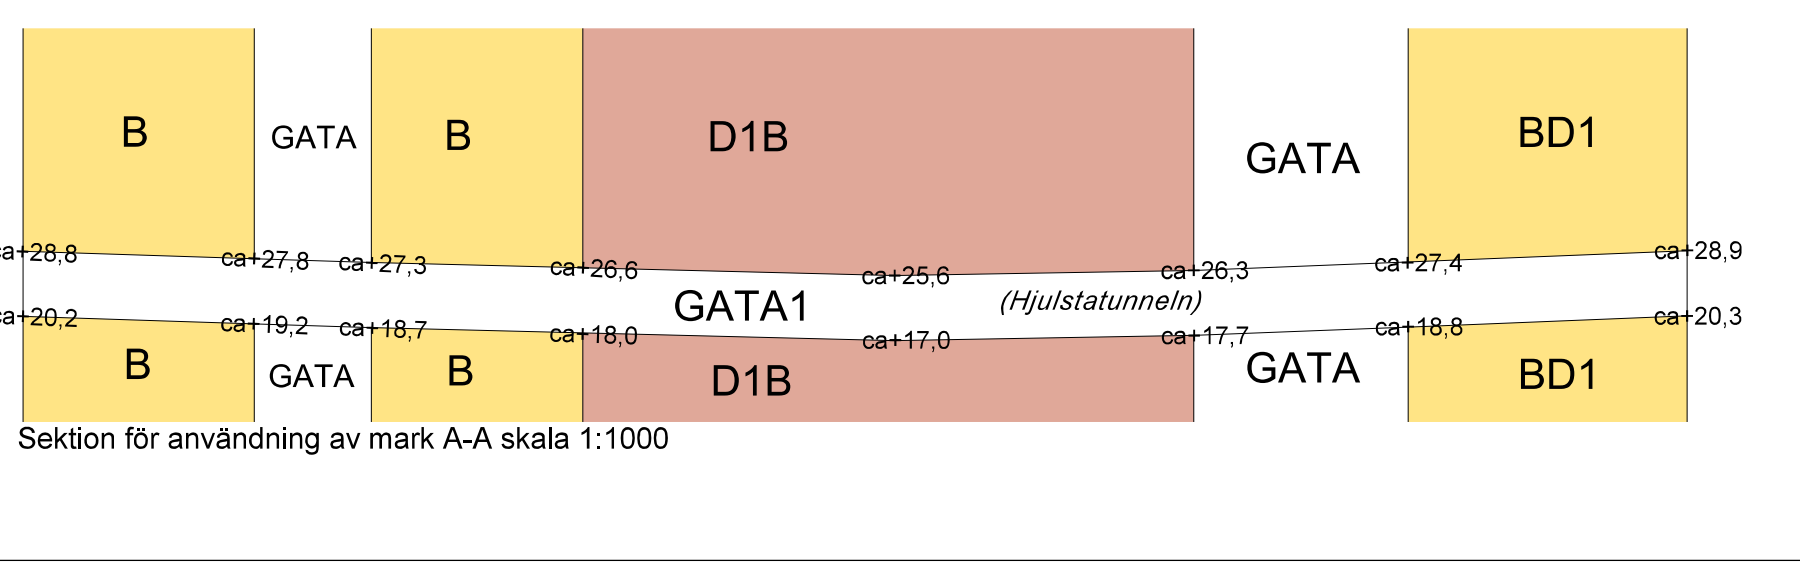 B GATA B D1B GATA BD1
ca+28,8 ca+27,8 ca+27,3 ca+26,6 ca+25,6 ca+26,3 ca+27,4 ca+28,9
GATA1 (Hjulstatunneln)
ca+20,2 ca+19,2 ca+18,7 ca+18,0 ca+17,0 ca+17,7 ca+18,8 ca+20,3
B GATA B D1B GATA BD1
Sektion för användning av mark A-A skala 1:1000